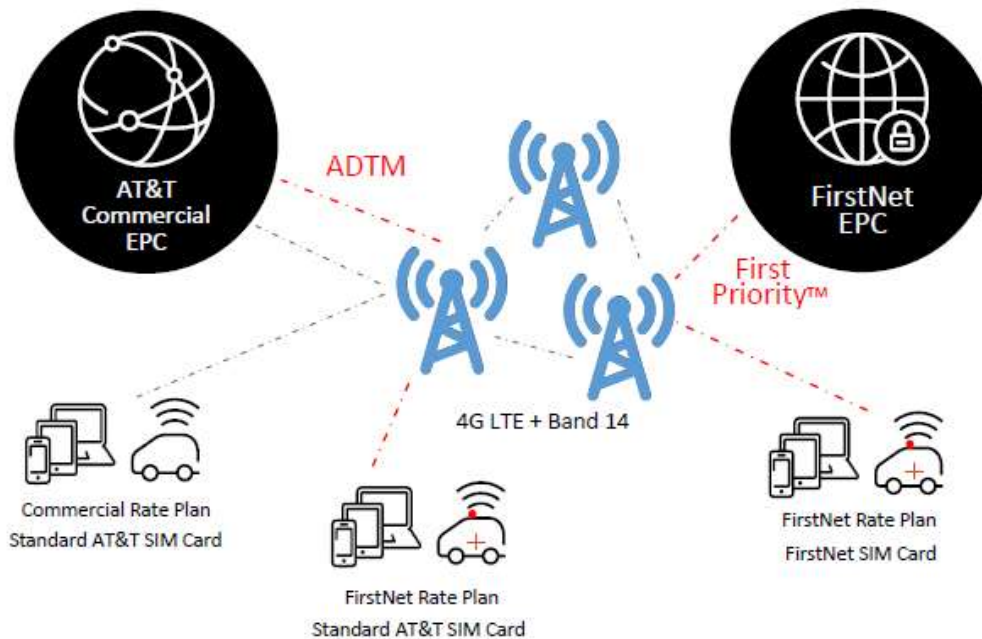 AT&T
Commercial
EPC
ADTM
FirstNet
EPC
First
Priority™
4G LTE + Band 14
Commercial Rate Plan
Standard AT&T SIM Card
FirstNet Rate Plan
Standard AT&T SIM Card
FirstNet Rate Plan
FirstNet SIM Card